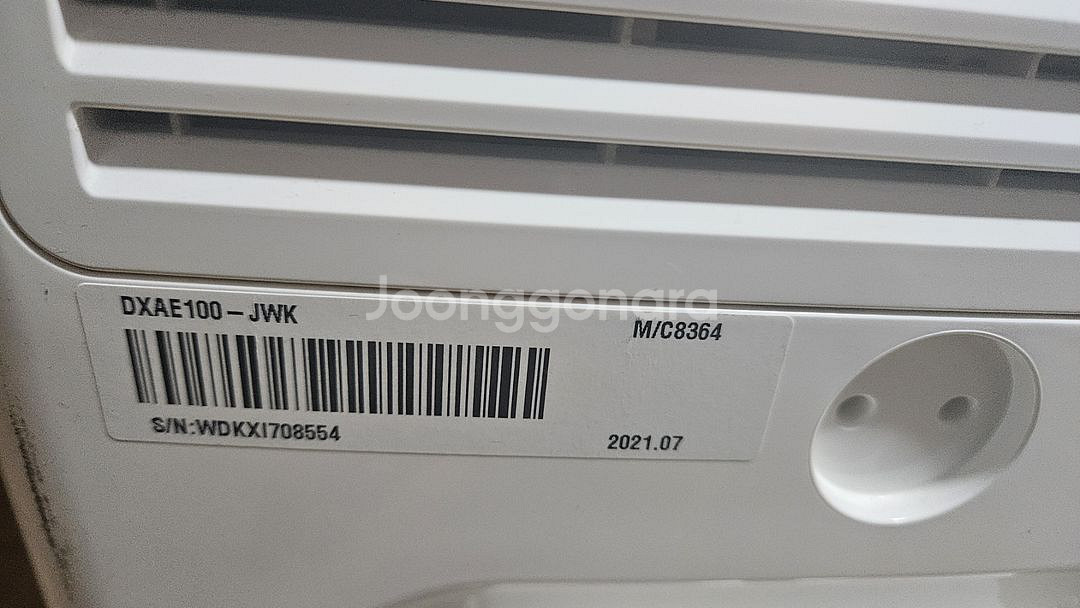 Joonggonara
DXAE100-JWK
M/C8364
S/N:WDKXI708554
2021.07